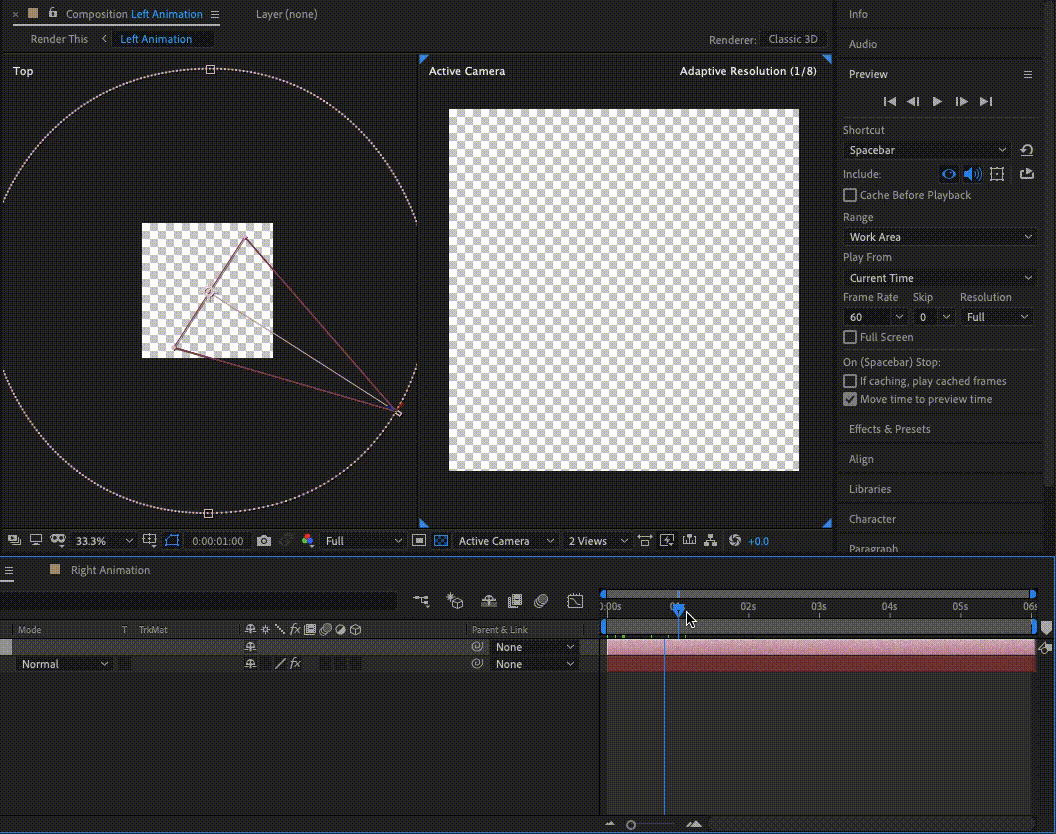 × Composition Left Animation
Layer (none)
Render This
Left Animation
Renderer: Classic 3D
Top
Active Camera
Adaptive Resolution (1/8)
Info
Audio
Preview
Shortcut
Spacebar
Include:
Cache Before Playback
Range
Work Area
Play From
Current Time
Frame Rate Skip Resolution
60 0 Full
Full Screen
On (Spacebar) Stop:
If caching, play cached frames
Move time to preview time
Effects & Presets
Align
Libraries
Character
Paragraph
33.3% 0:00:01:00 Full Active Camera 2 Views +0.0
Right Animation
02s 03s 04s 05s
Mode T TrkMat fx Parent & Link
None
Normal fx None